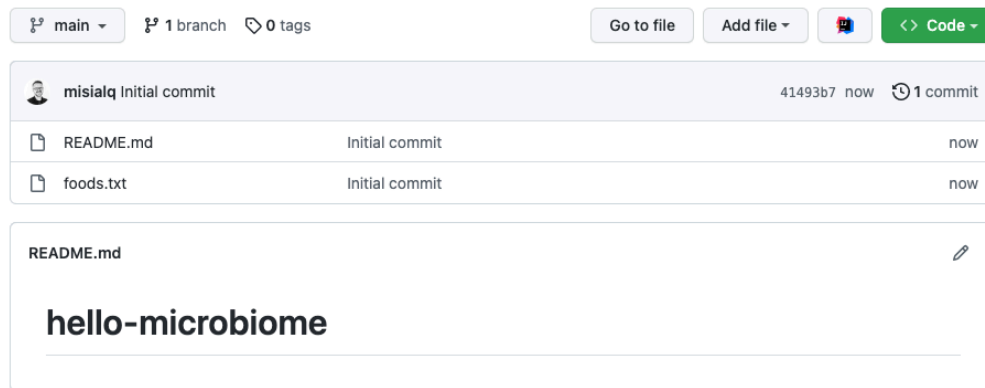 main 1 branch 0 tags Go to file Add file Code
misialq Initial commit 41493b7 now 1 commit
README.md Initial commit now
foods.txt Initial commit now
README.md
hello-microbiome